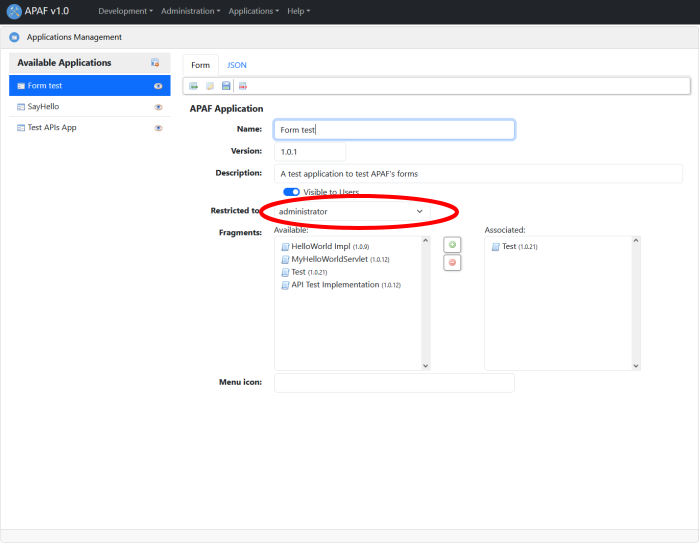 APAF v1.0 Development Administration Applications Help
Applications Management
Available Applications
Form test
SayHello
Test APIs App
Form JSON
APAF Application
Name: Form test
Version: 1.0.1
Description: A test application to test APAF's forms
Visible to Users
Restricted to: administrator
Fragments:
Available:
HelloWorld Impl (1.0.9)
MyHelloWorldServlet (1.0.12)
Test (1.0.21)
API Test Implementation (1.0.12)
Associated:
Test (1.0.21)
Menu icon: